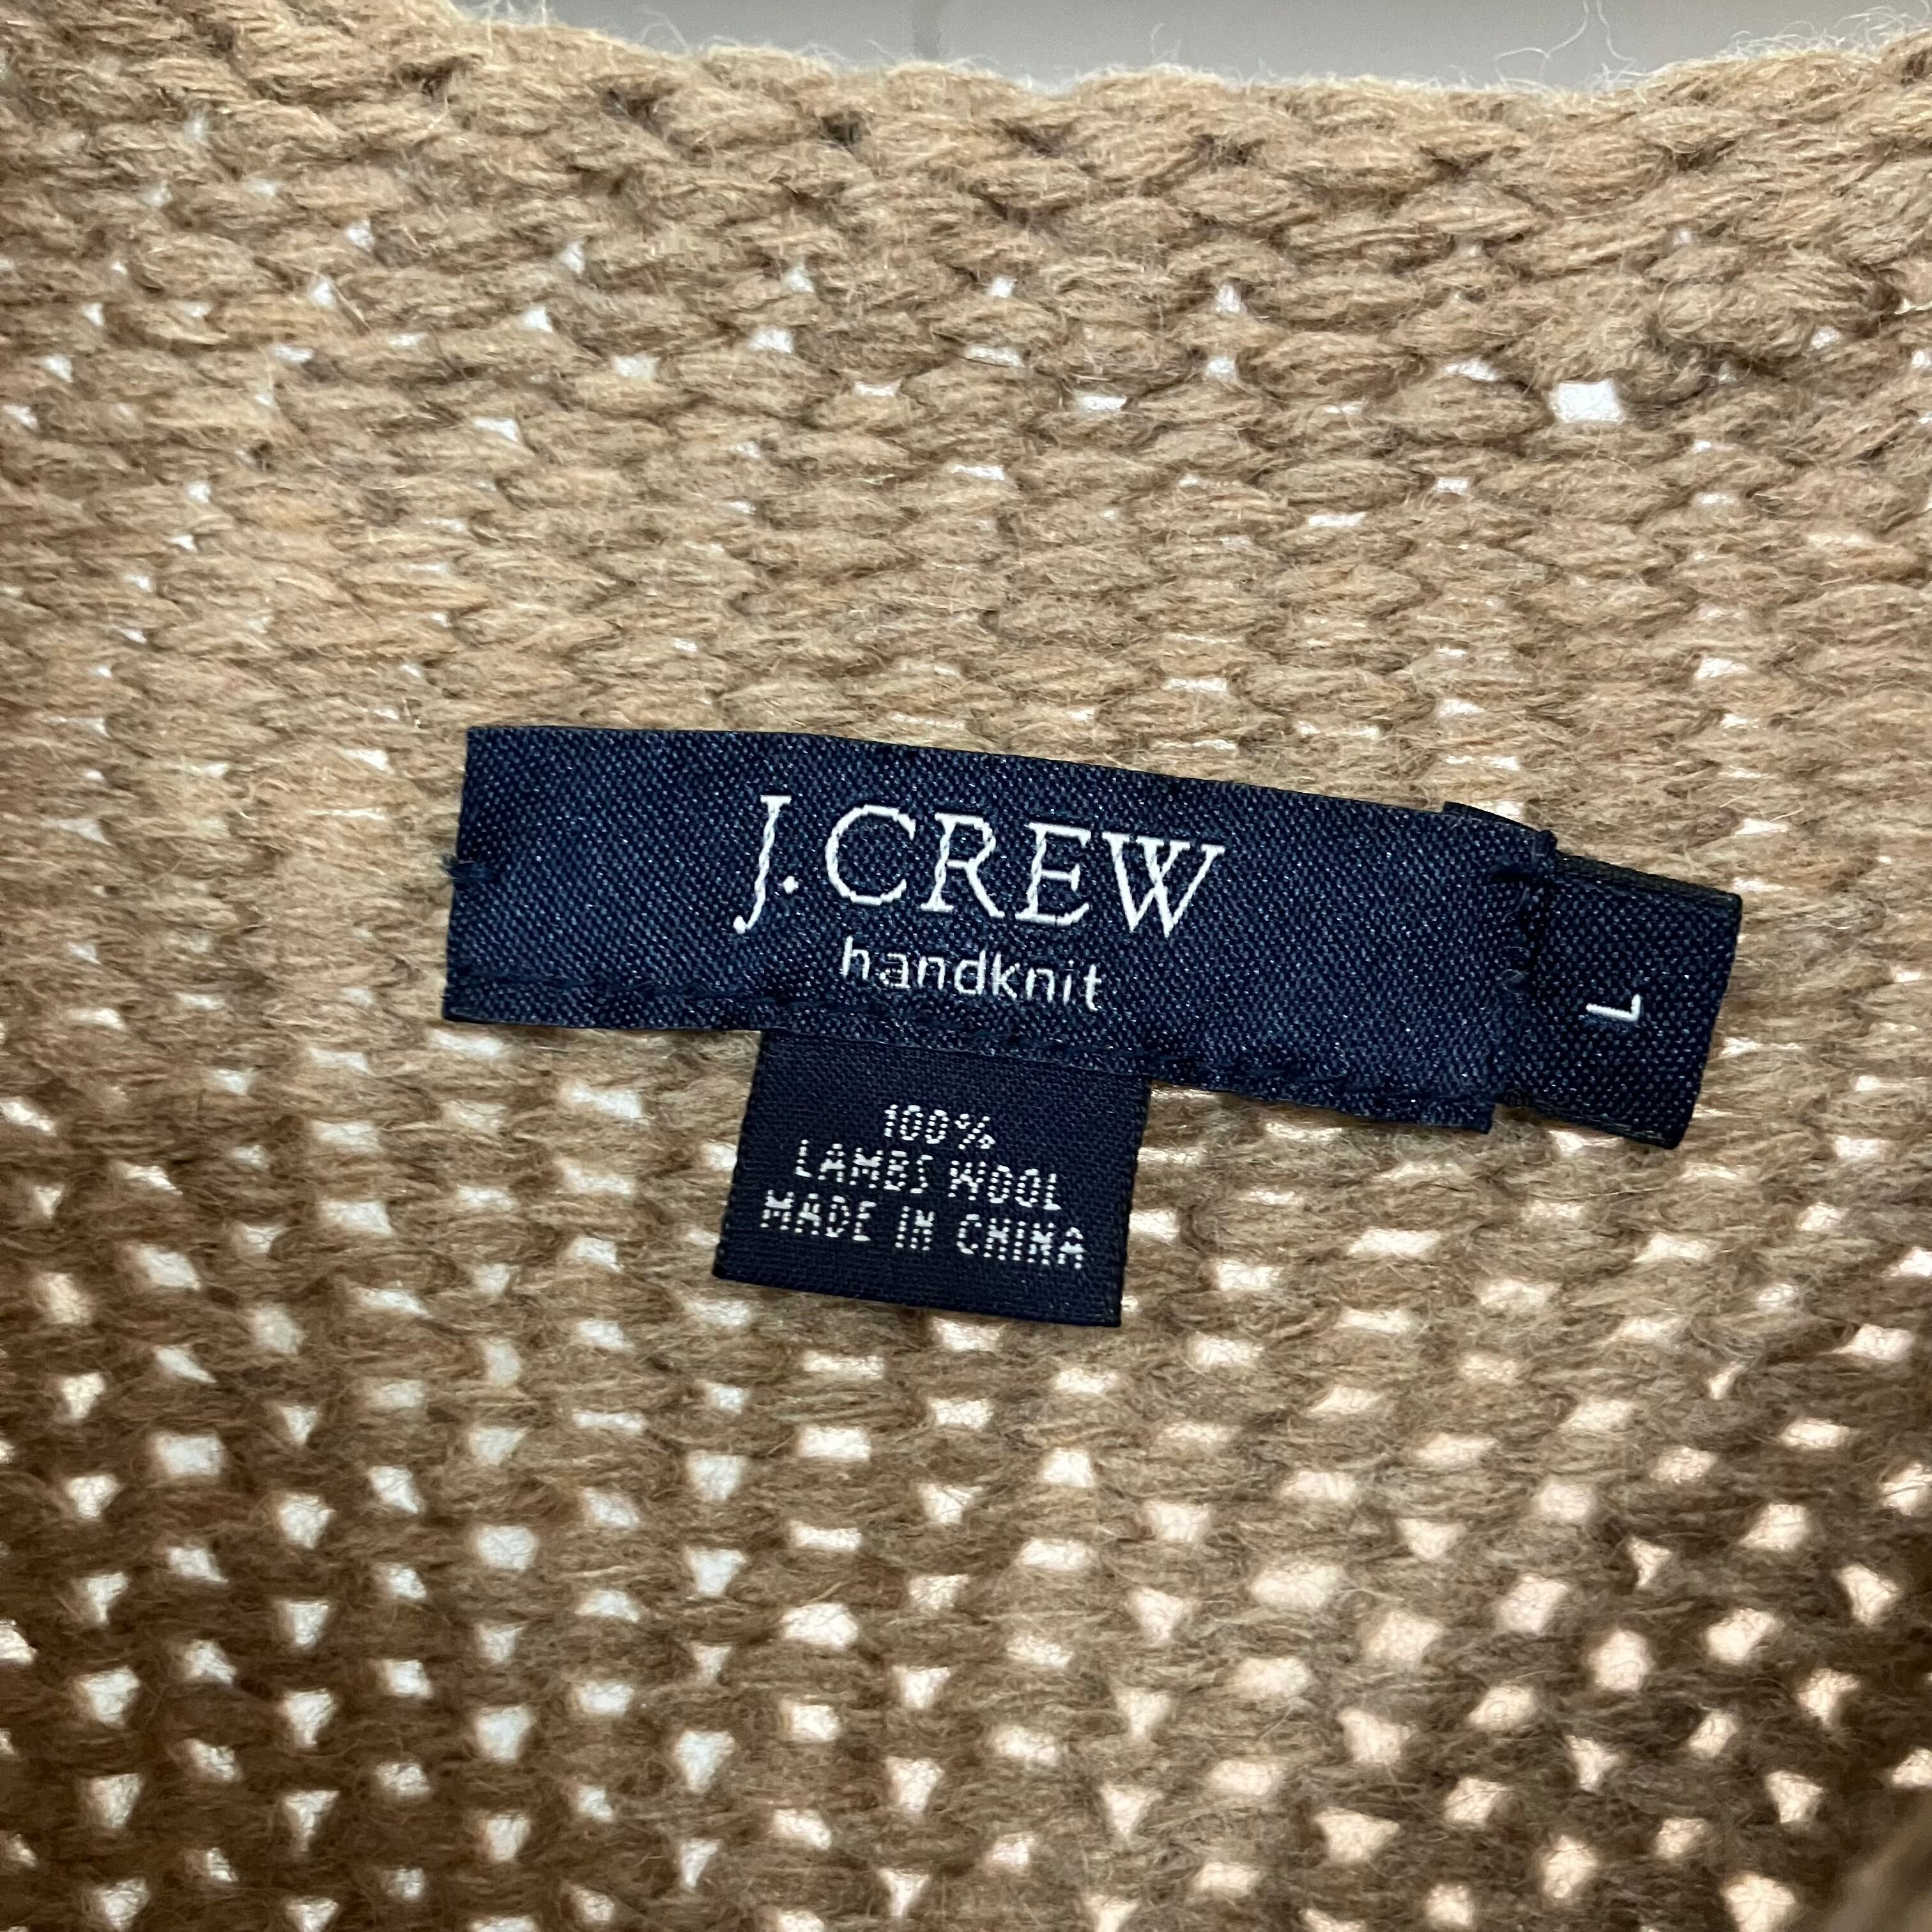 J.CREW
handknit
L
100%
LAMBS WOOL
MADE IN CHINA